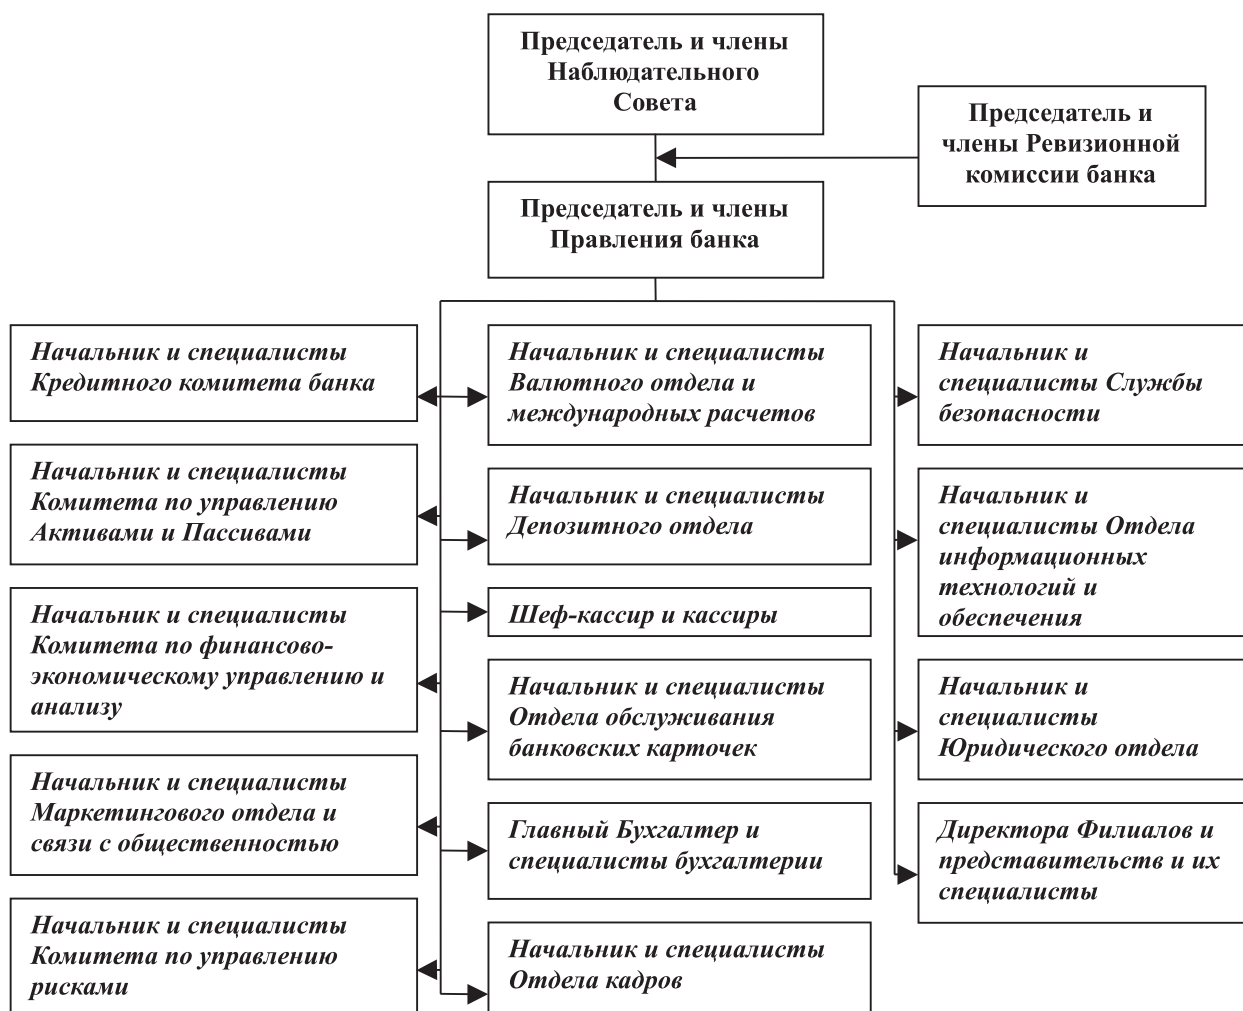 Председатель и члены
Наблюдательного
Совета
Председатель и
члены Ревизионной
комиссии банка
Председатель и члены
Правления банка
Начальник и специалисты
Кредитного комитета банка
Начальник и специалисты
Комитета по управлению
Активами и Пассивами
Начальник и специалисты
Комитета по финансово-
экономическому управлению и
анализу
Начальник и специалисты
Маркетингового отдела и
связи с общественностью
Начальник и специалисты
Комитета по управлению
рисками
Начальник и специалисты
Валютного отдела и
международных расчетов
Начальник и специалисты
Депозитного отдела
Шеф-кассир и кассиры
Начальник и специалисты
Отдела обслуживания
банковских карточек
Главный Бухгалтер и
специалисты бухгалтерии
Начальник и специалисты
Отдела кадров
Начальник и
специалисты Службы
безопасности
Начальник и
специалисты Отдела
информационных
технологий и
обеспечения
Начальник и
специалисты
Юридического отдела
Директора Филиалов и
представительств и их
специалисты